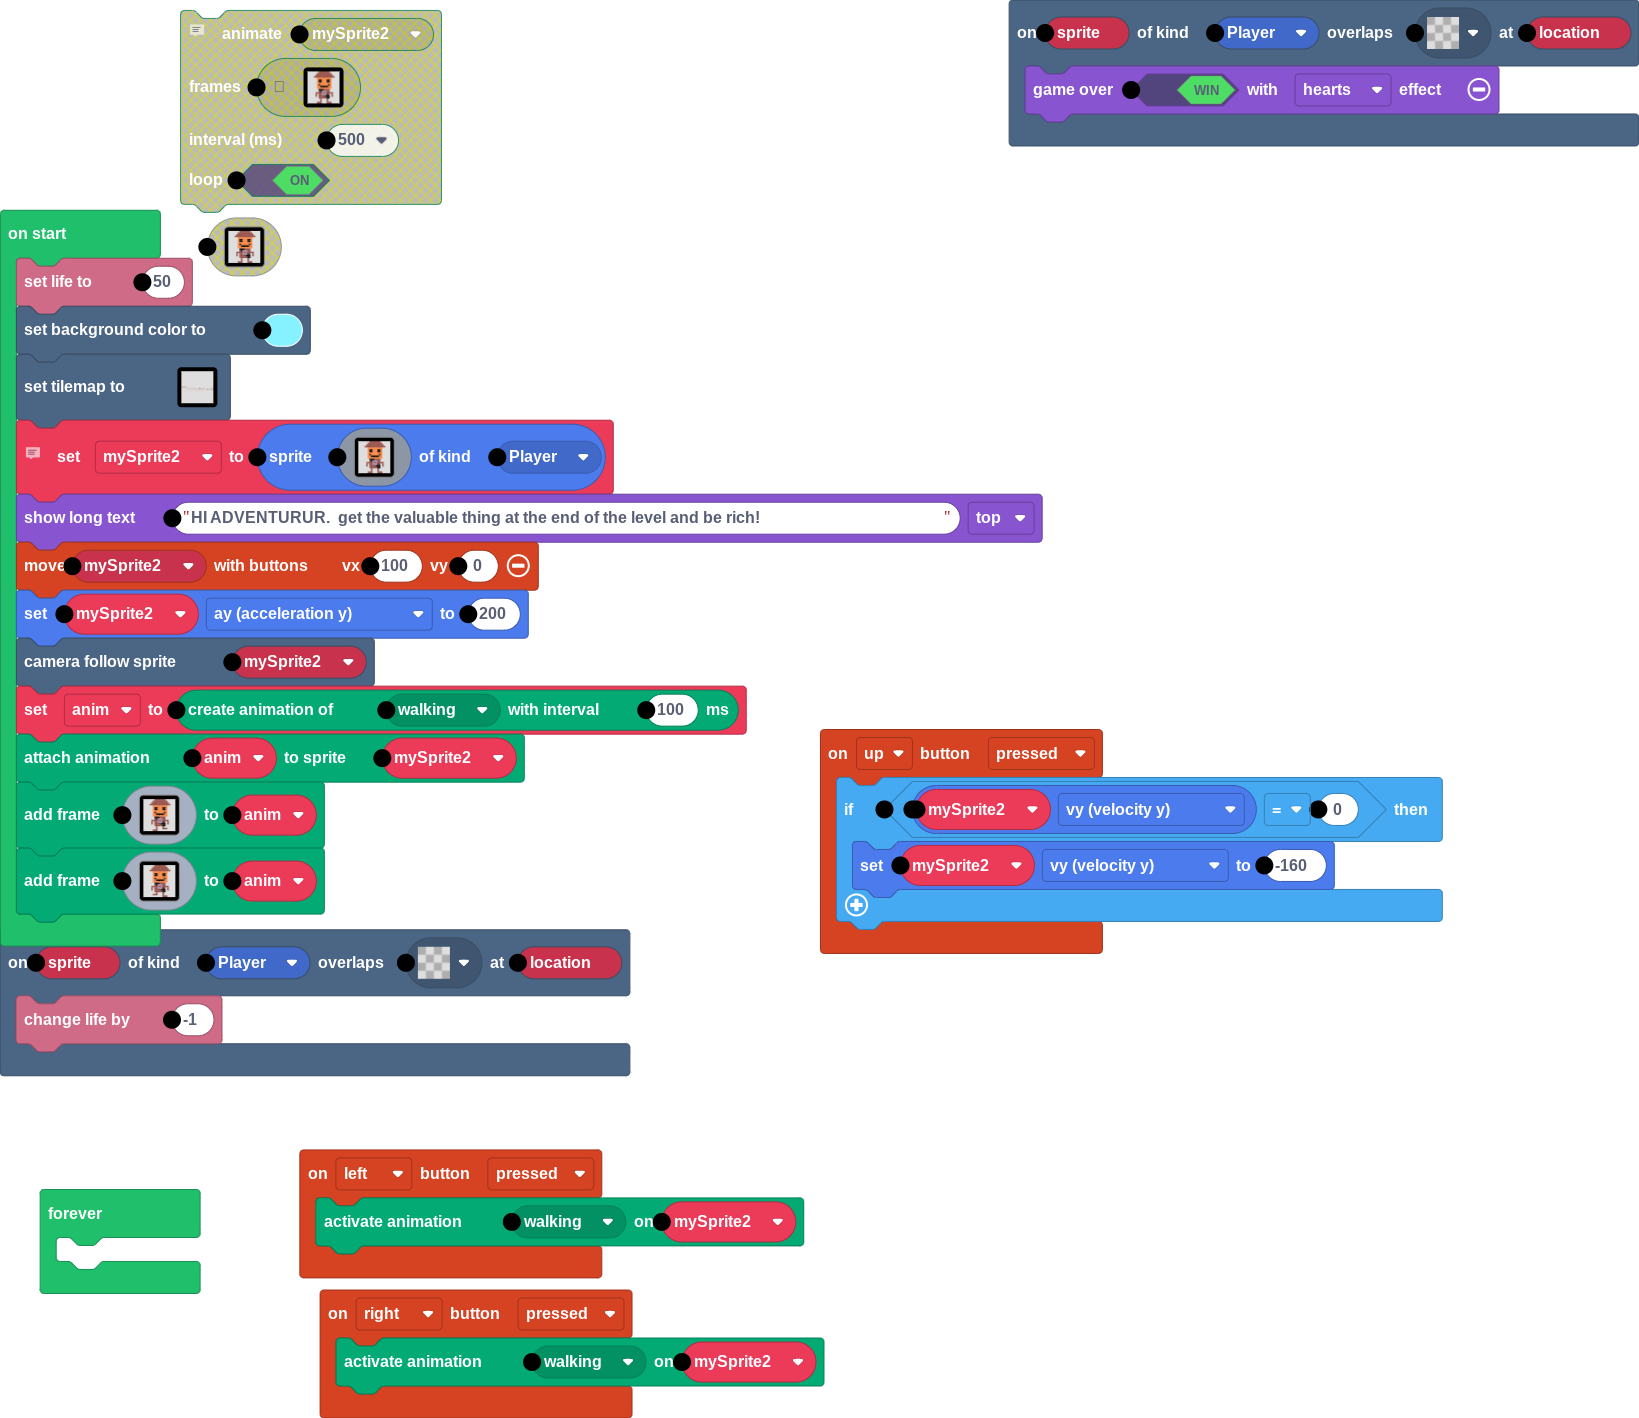 animate mySprite2
frames
interval (ms) 500
loop ON
on sprite of kind Player overlaps at location
game over WIN with hearts effect
on start
set life to 50
set background color to
set tilemap to
set mySprite2 to sprite of kind Player
show long text "HI ADVENTURUR.  get the valuable thing at the end of the level and be rich!" top
move mySprite2 with buttons vx 100 vy 0
set mySprite2 ay (acceleration y) to 200
camera follow sprite mySprite2
set anim to create animation of walking with interval 100 ms
attach animation anim to sprite mySprite2
add frame to anim
add frame to anim
on up button pressed
if mySprite2 vy (velocity y) = 0 then
set mySprite2 vy (velocity y) to -160
on sprite of kind Player overlaps at location
change life by -1
forever
on left button pressed
activate animation walking on mySprite2
on right button pressed
activate animation walking on mySprite2